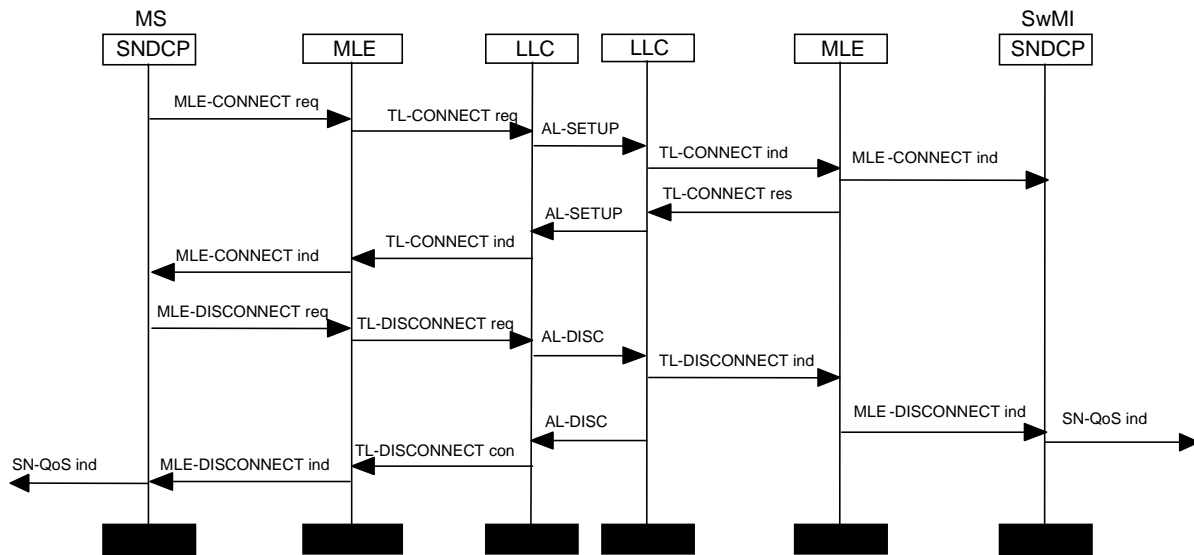 MS
SwMI
SNDCP
MLE
LLC
LLC
MLE
SNDCP
MLE-CONNECT req
TL-CONNECT req
AL-SETUP
TL-CONNECT ind
MLE-CONNECT ind
TL-CONNECT res
AL-SETUP
TL-CONNECT ind
MLE-CONNECT ind
MLE-DISCONNECT req
TL-DISCONNECT req
AL-DISC
TL-DISCONNECT ind
MLE-DISCONNECT ind
SN-QoS ind
AL-DISC
TL-DISCONNECT con
MLE-DISCONNECT ind
SN-QoS ind